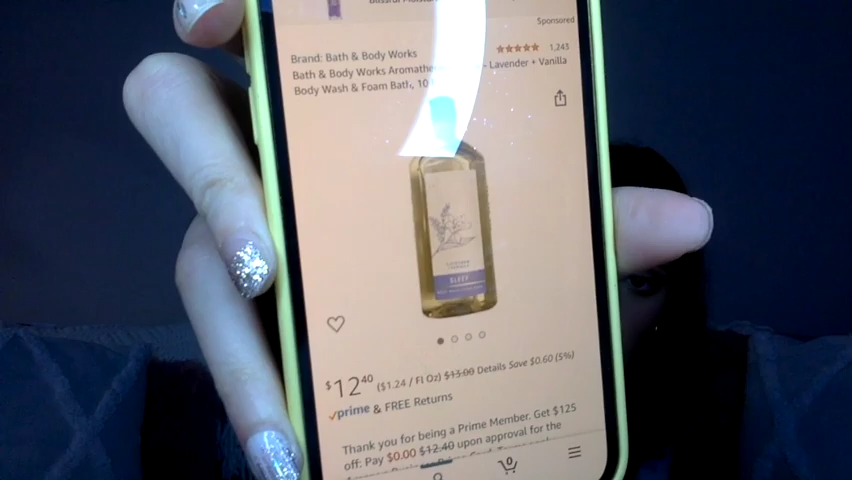 Sponsored
Brand: Bath & Body Works
1,243
Bath & Body Works - Lavender + Vanilla
Body Wash & Foam Bath, 10
SLEEP
$12.40 ($1.24 / Fl Oz) $13.00 Details Save $0.60 (5%)
prime & FREE Returns
Thank you for being a Prime Member. Get $125
off: Pay $0.00 $12.40 upon approval for the
0